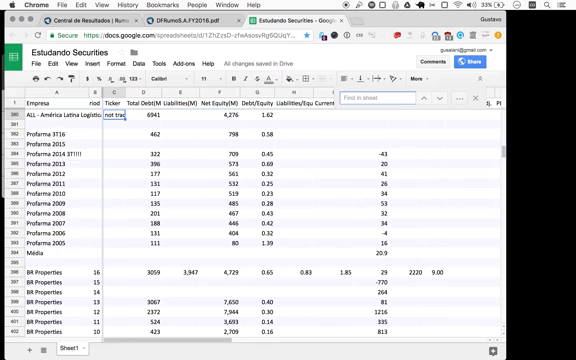 Chrome File Edit View History Bookmarks People Window Help 33%
Central de Resultados | Rumo DFRumoS.A.FY2016.pdf Estudando Securities - Google Gustavo
Secure https://docs.google.com/spreadsheets/d/
Estudando Securities
gusaiani@gmail.com
File Edit View Insert Format Data Tools Add-ons Help All changes saved in Drive
Comments Share
$ % .0 .00 123 Calibri 11 More
Find in sheet
A B C D E F G H
1 Empresa riod Ticker Total Debt(M Liabilities(M) Net Equity(M) Debt/Equity Liabilities/Equ Current
380 ALL - América Latina Logística not trac 6941 4,276 1.62
381
382 Profarma 3T16 462 798 0.58
383 Profarma 2015
384 Profarma 2014 3T!!!! 322 709 0.45 -43
385 Profarma 2013 396 573 0.69 20
386 Profarma 2012 177 561 0.32 41
387 Profarma 2011 131 532 0.25 26
388 Profarma 2010 117 519 0.23 34
389 Profarma 2009 135 485 0.28 53
390 Profarma 2008 201 467 0.43 32
391 Profarma 2007 188 446 0.42 34
392 Profarma 2006 131 404 0.32 -4
393 Profarma 2005 111 80 1.39 16
394 Média 20.9
395
396 BR Properties 16 3059 3,947 4,729 0.65 0.83 1.85 29 2220 9.00
397 BR Properties 15 -770
398 BR Properties 14 264
399 BR Properties 13 3067 7,650 0.40 81
400 BR Properties 12 2372 7,944 0.30 1216
401 BR Properties 11 524 3,693 0.14 335
402 BR Properties 10 423 2,709 0.16 813
Sheet1